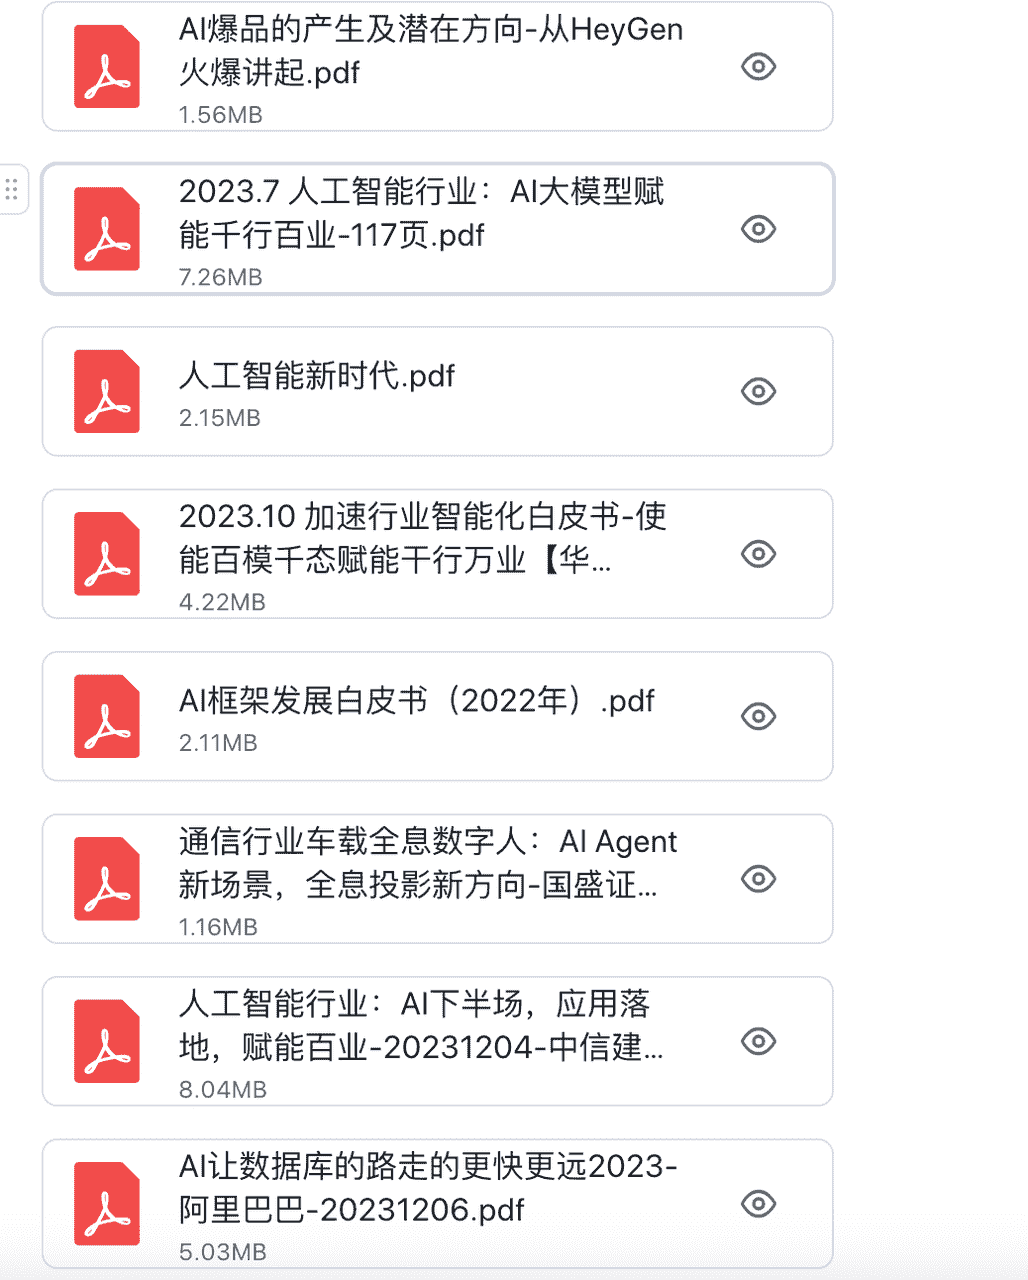 AI爆品的产生及潜在方向-从HeyGen
火爆讲起.pdf
1.56MB
2023.7 人工智能行业：AI大模型赋
能千行百业-117页.pdf
7.26MB
人工智能新时代.pdf
2.15MB
2023.10 加速行业智能化白皮书-使
能百模千态赋能千行万业【华...
4.22MB
AI框架发展白皮书（2022年）.pdf
2.11MB
通信行业车载全息数字人：AI Agent
新场景，全息投影新方向-国盛证...
1.16MB
人工智能行业：AI下半场，应用落
地，赋能百业-20231204-中信建...
8.04MB
AI让数据库的路走的更快更远2023-
阿里巴巴-20231206.pdf
5.03MB